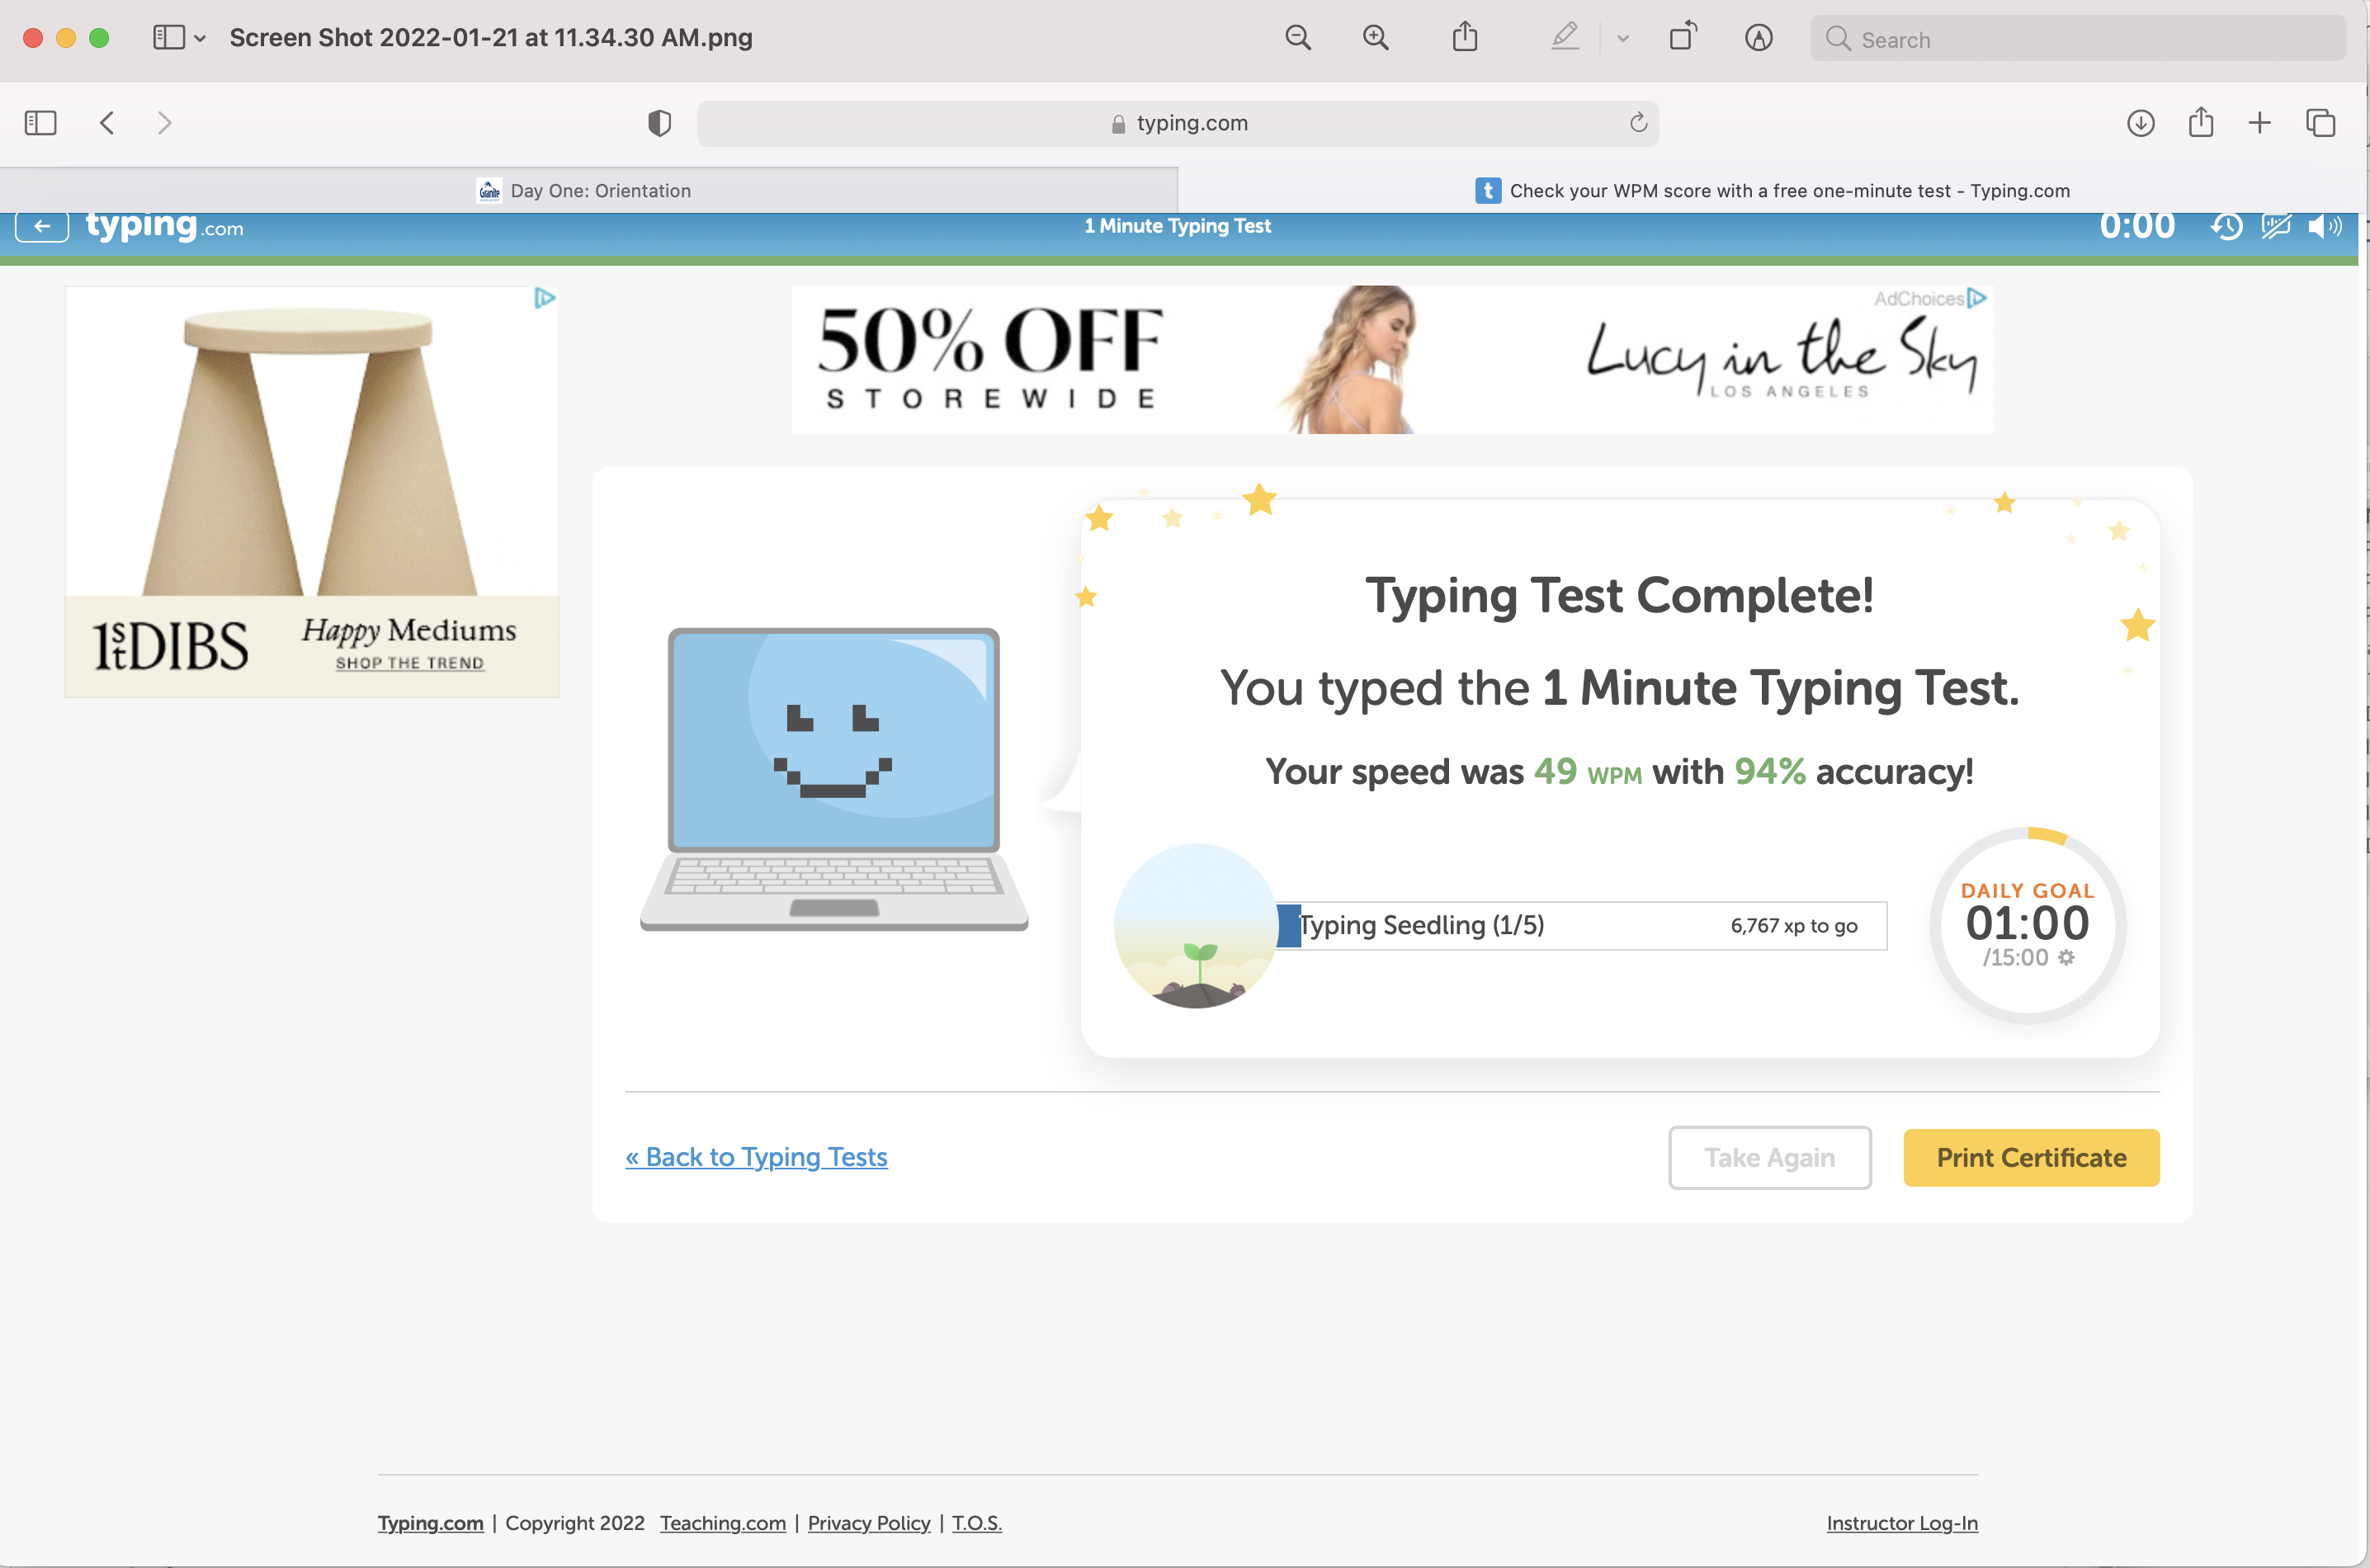 Screen Shot 2022-01-21 at 11.34.30 AM.png
Search
typing.com
Granite
Day One: Orientation
t
Check your WPM score with a free one-minute test - Typing.com
typing.com
1 Minute Typing Test
0:00
50% OFF
STOREWIDE
AdChoices
Lucy in the Sky
LOS ANGELES
1stDIBS
Happy Mediums
SHOP THE TREND
Typing Test Complete!
You typed the 1 Minute Typing Test.
Your speed was 49 WPM with 94% accuracy!
Typing Seedling (1/5)
6,767 xp to go
DAILY GOAL
01:00
/15:00
« Back to Typing Tests
Take Again
Print Certificate
Typing.com | Copyright 2022 Teaching.com | Privacy Policy | T.O.S.
Instructor Log-In